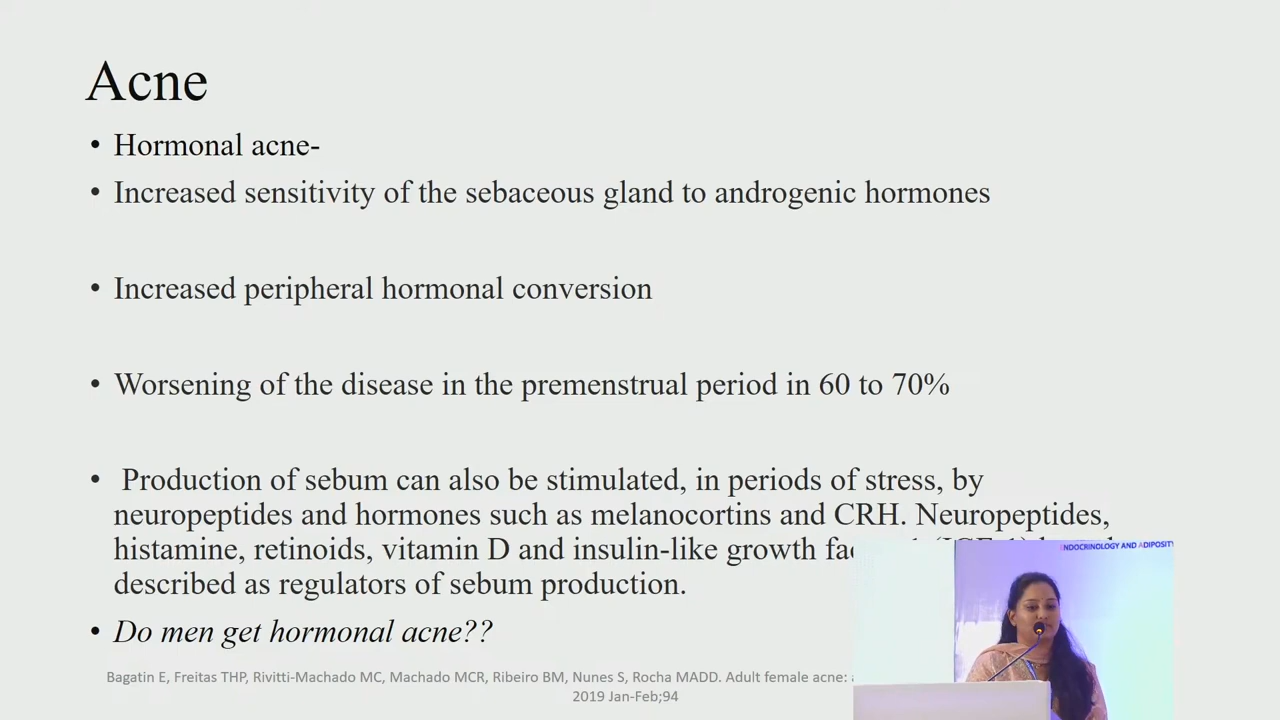 Acne
• Hormonal acne-
• Increased sensitivity of the sebaceous gland to androgenic hormones
• Increased peripheral hormonal conversion
• Worsening of the disease in the premenstrual period in 60 to 70%
• Production of sebum can also be stimulated, in periods of stress, by
neuropeptides and hormones such as melanocortins and CRH. Neuropeptides,
histamine, retinoids, vitamin D and insulin-like growth
described as regulators of sebum production.
• Do men get hormonal acne??
ENDOCRINOLOGY AND ADIPOSITY
Bagatin E, Freitas THP, Rivitti-Machado MC, Machado MCR, Ribeiro BM, Nunes S, Rocha MADD. Adult female acne:
2019 Jan-Feb;94